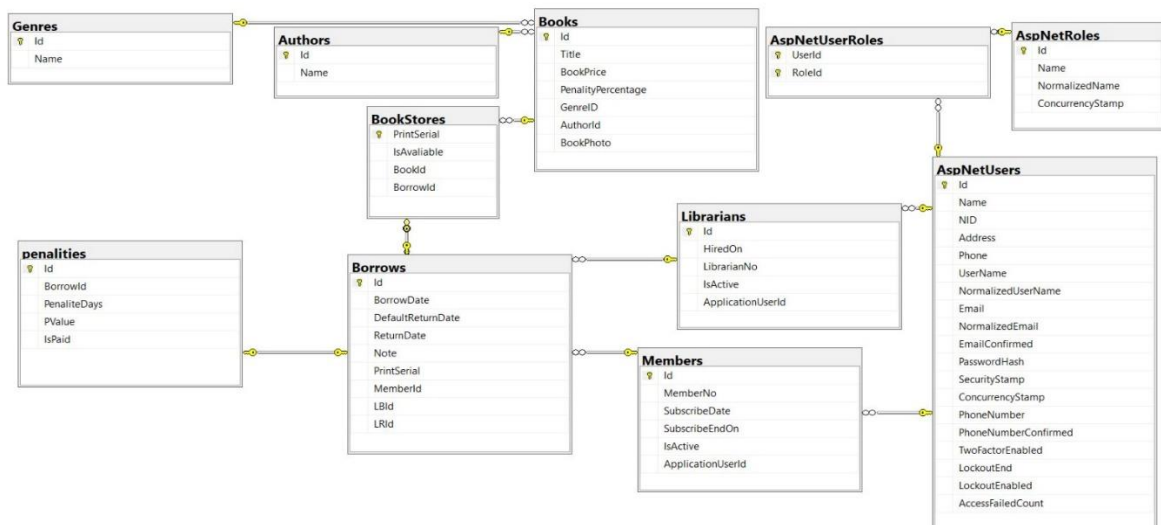 Genres
Id
Name
Authors
Id
Name
Books
Id
Title
BookPrice
PenalityPercentage
GenreID
AuthorId
BookPhoto
AspNetUserRoles
UserId
RoleId
AspNetRoles
Id
Name
NormalizedName
ConcurrencyStamp
BookStores
PrintSerial
IsAvaliable
BookId
BorrowId
AspNetUsers
Id
Name
NID
Address
Phone
UserName
NormalizedUserName
Email
NormalizedEmail
EmailConfirmed
PasswordHash
SecurityStamp
ConcurrencyStamp
PhoneNumber
PhoneNumberConfirmed
TwoFactorEnabled
LockoutEnd
LockoutEnabled
AccessFailedCount
Librarians
Id
HiredOn
LibrarianNo
IsActive
ApplicationUserId
penalities
Id
BorrowId
PenaliteDays
PValue
IsPaid
Borrows
Id
BorrowDate
DefaultReturnDate
ReturnDate
Note
PrintSerial
MemberId
LBId
LRId
Members
Id
MemberNo
SubscribeDate
SubscribeEndOn
IsActive
ApplicationUserId